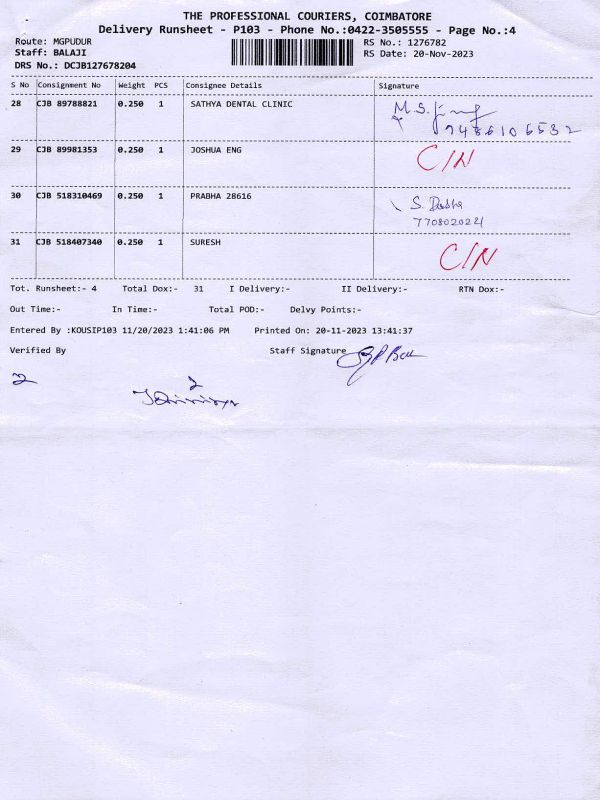 THE PROFESSIONAL COURIERS, COIMBATORE
Delivery Runsheet - P103 - Phone No.:0422-3505555 - Page No.:4
Route: MGPUDUR
RS No.: 1276782
Staff: BALAJI
RS Date: 20-Nov-2023
DRS No.: DCJB127678204
S No Consignment No Weight PCS Consignee Details Signature
28 CJB 89788821 0.250 1 SATHYA DENTAL CLINIC
9486106532
29 CJB 89981353 0.250 1 JOSHUA ENG C/N
30 CJB 518310469 0.250 1 PRABHA 28616 S.
7708020224
31 CJB 518407340 0.250 1 SURESH C/N
Tot. Runsheet:- 4 Total Dox:- 31 I Delivery:- II Delivery:- RTN Dox:-
Out Time:- In Time:- Total POD:- Delvy Points:-
Entered By :KOUSIP103 11/20/2023 1:41:06 PM Printed On: 20-11-2023 13:41:37
Verified By Staff Signature
2
2